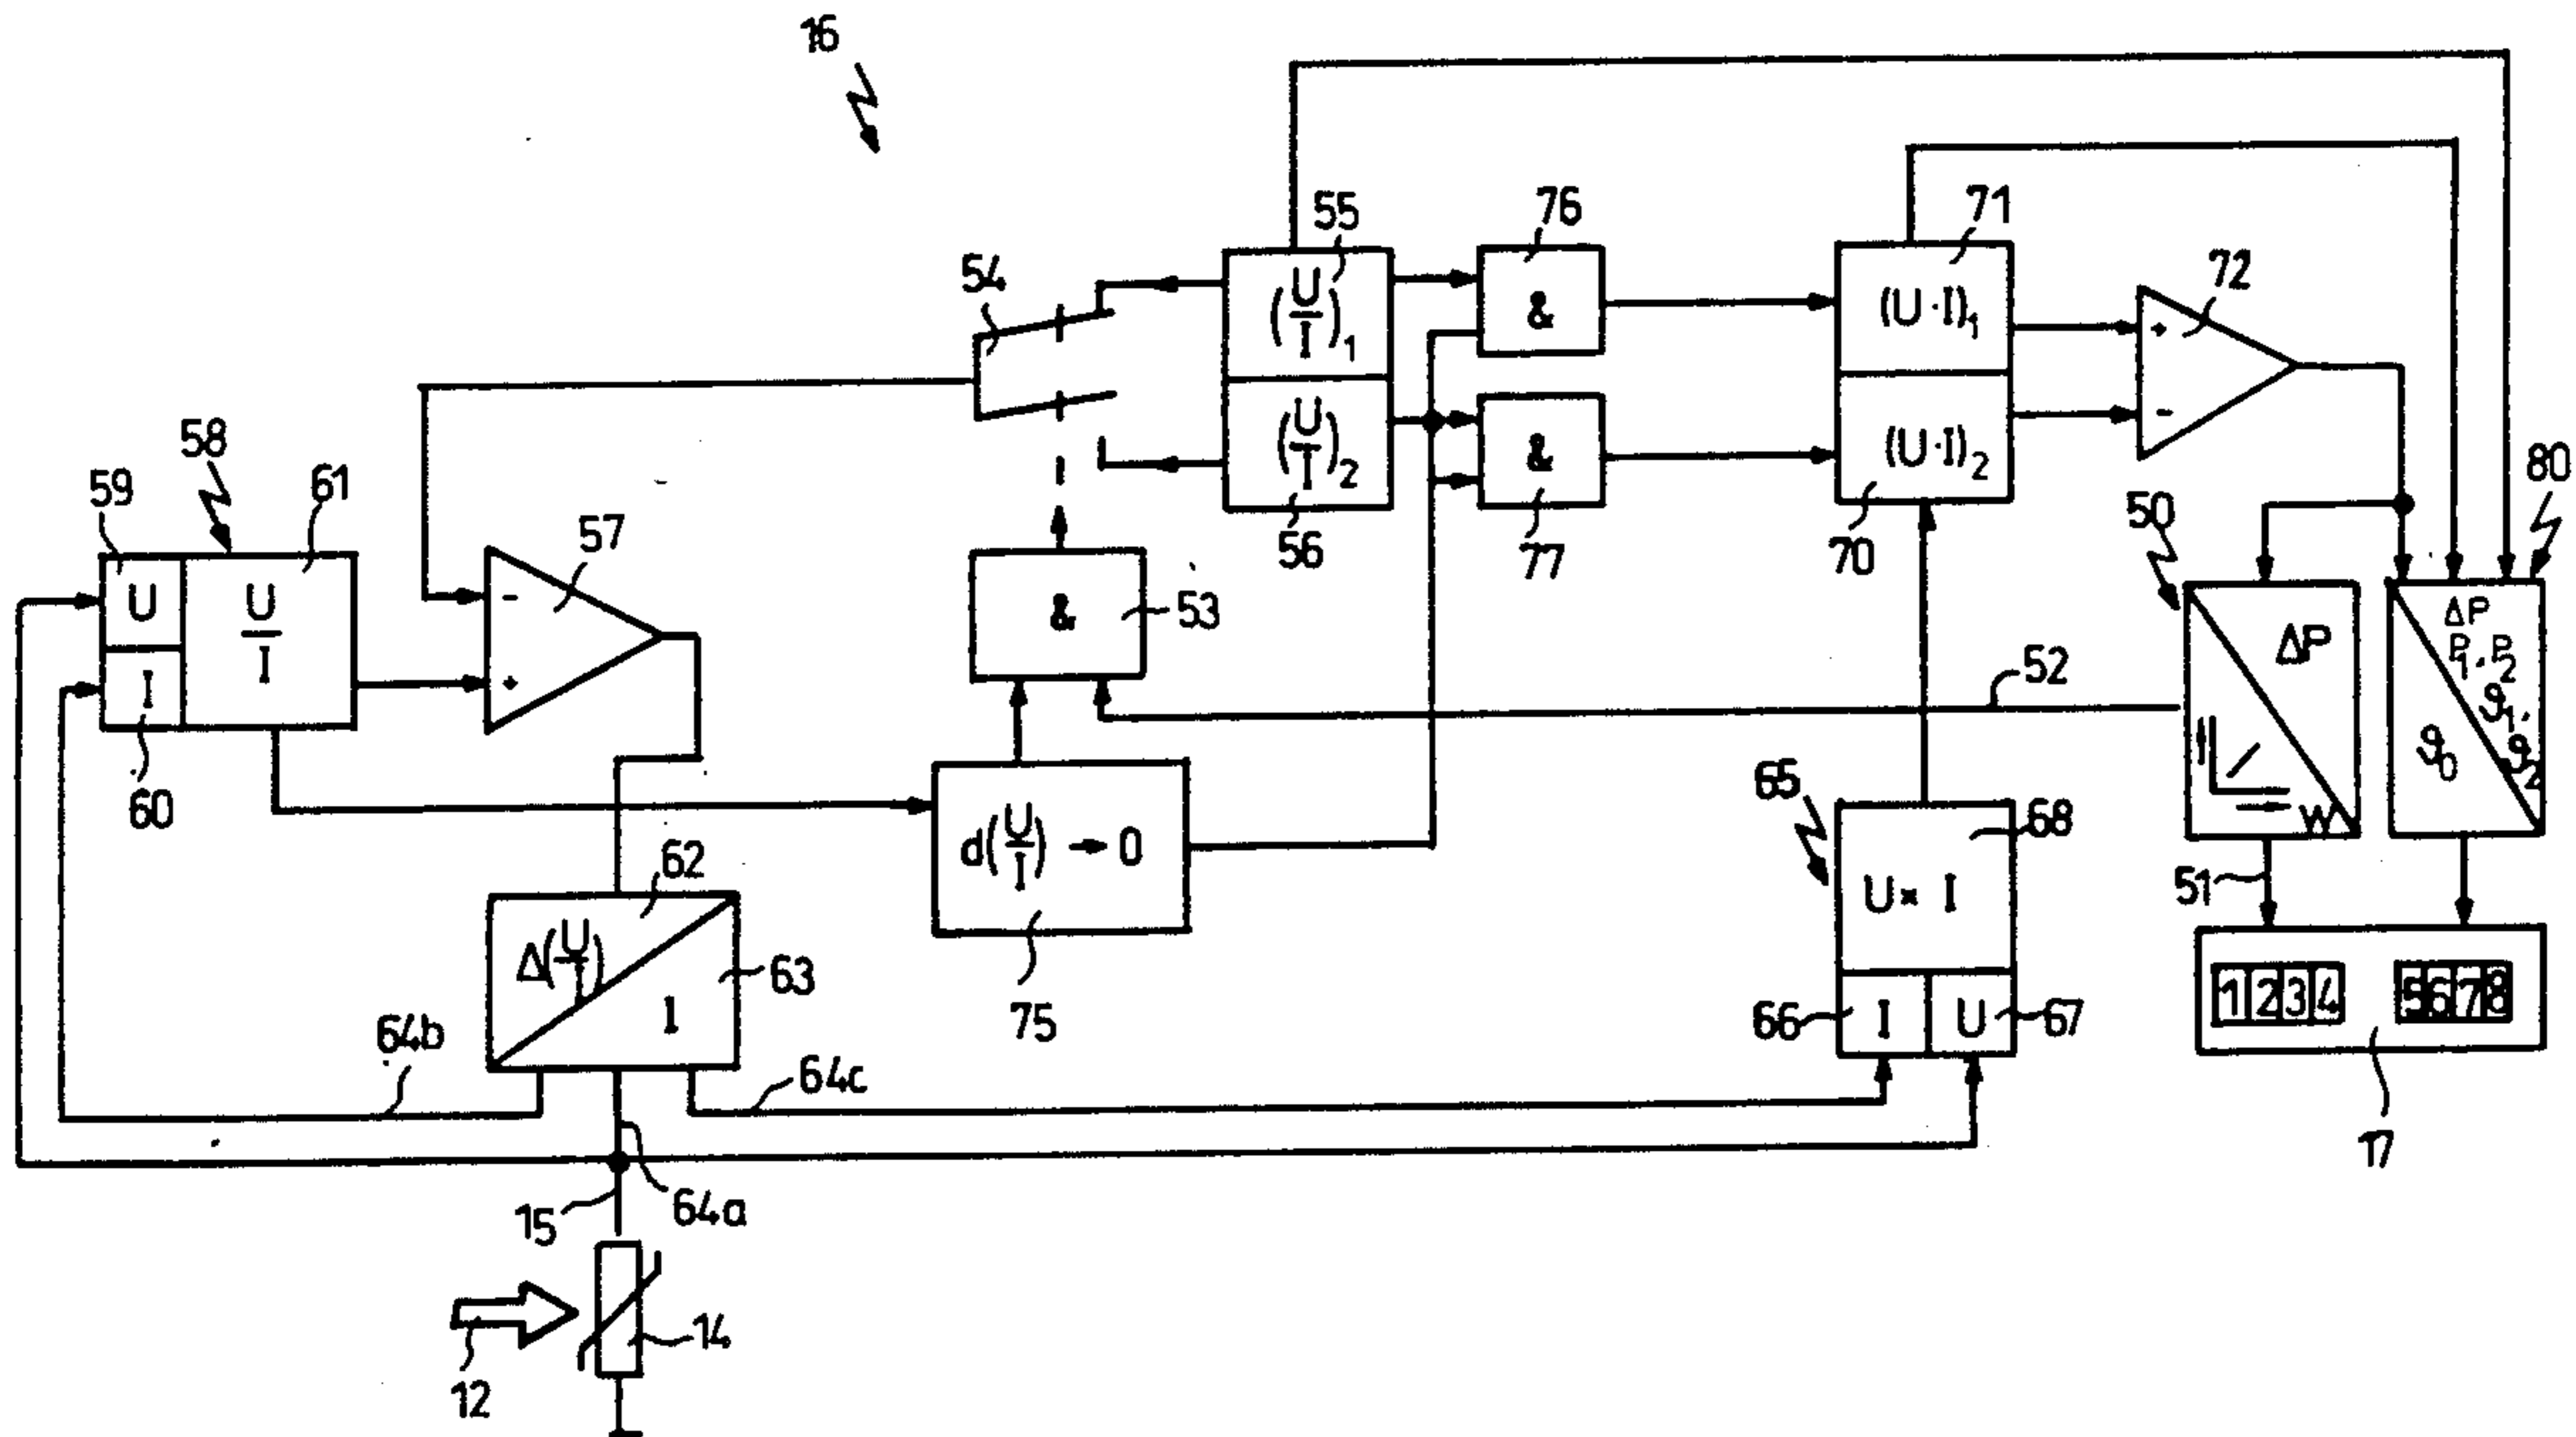 16
71
76
55
72
54
(U/I)₁
&
(U·I)₁
+
58
(U/I)₂
&
(U·I)₂
-
80
59
61
57
50
56
77
70
U
U/I
-
&
53
ΔP
ΔP
P₁, P₂
I
+
52
ϑ₁,
ϑ₂
ϑ₀
60
65
W
d(U/I) → 0
68
62
51
U × I
Δ(U/I)
63
I
1234
5678
64b
75
66
I
U
67
64c
17
15
64a
14
12